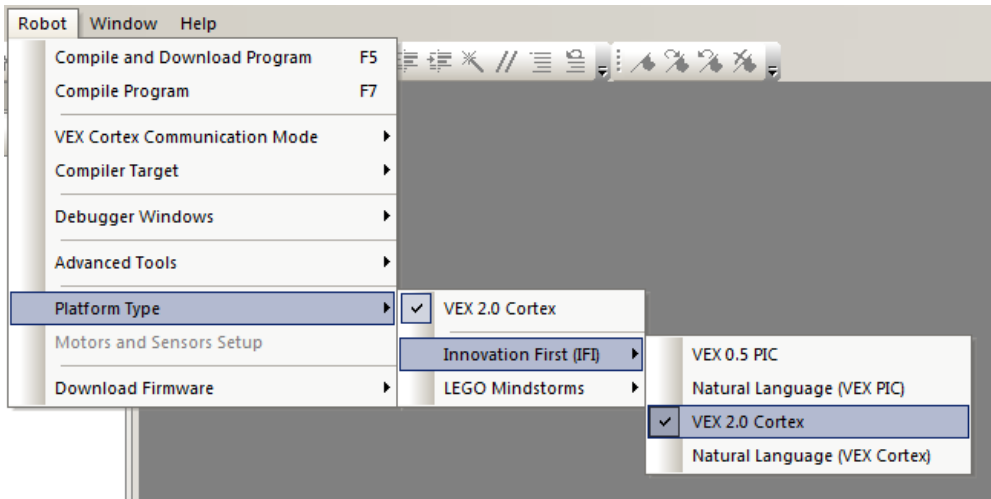 Robot Window Help
Compile and Download Program F5
Compile Program F7
VEX Cortex Communication Mode
Compiler Target
Debugger Windows
Advanced Tools
Platform Type
Motors and Sensors Setup
Download Firmware
VEX 2.0 Cortex
Innovation First (IFI)
LEGO Mindstorms
VEX 0.5 PIC
Natural Language (VEX PIC)
VEX 2.0 Cortex
Natural Language (VEX Cortex)